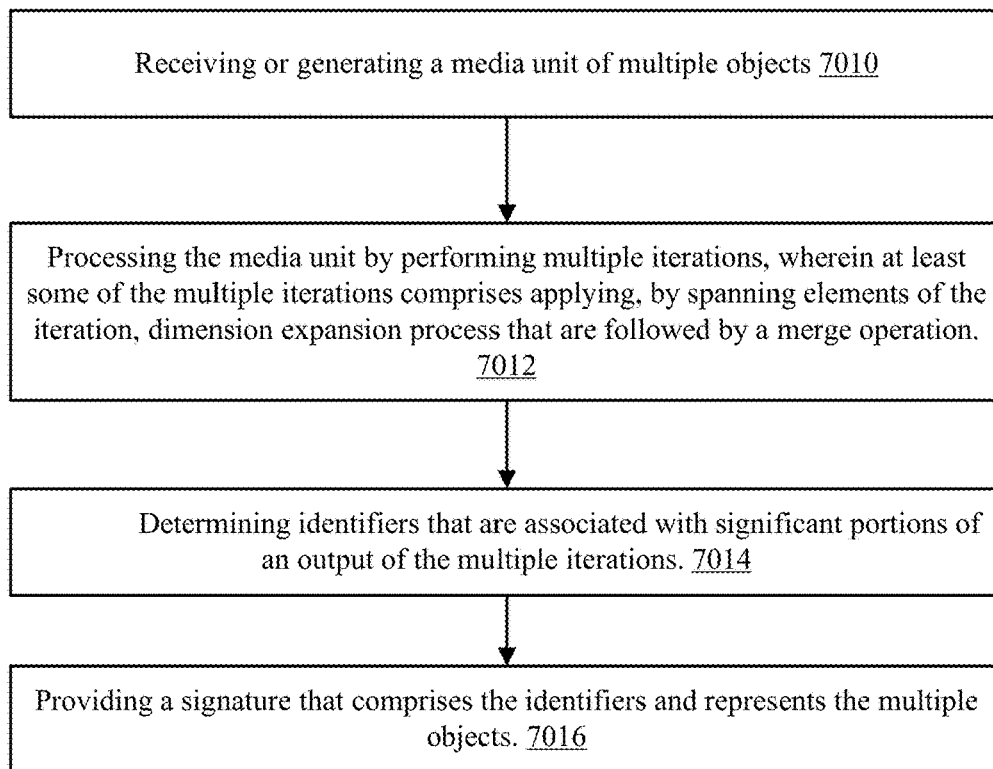 Receiving or generating a media unit of multiple objects 7010
Processing the media unit by performing multiple iterations, wherein at least
some of the multiple iterations comprises applying, by spanning elements of the
iteration, dimension expansion process that are followed by a merge operation.
7012
Determining identifiers that are associated with significant portions of
an output of the multiple iterations. 7014
Providing a signature that comprises the identifiers and represents the multiple
objects. 7016